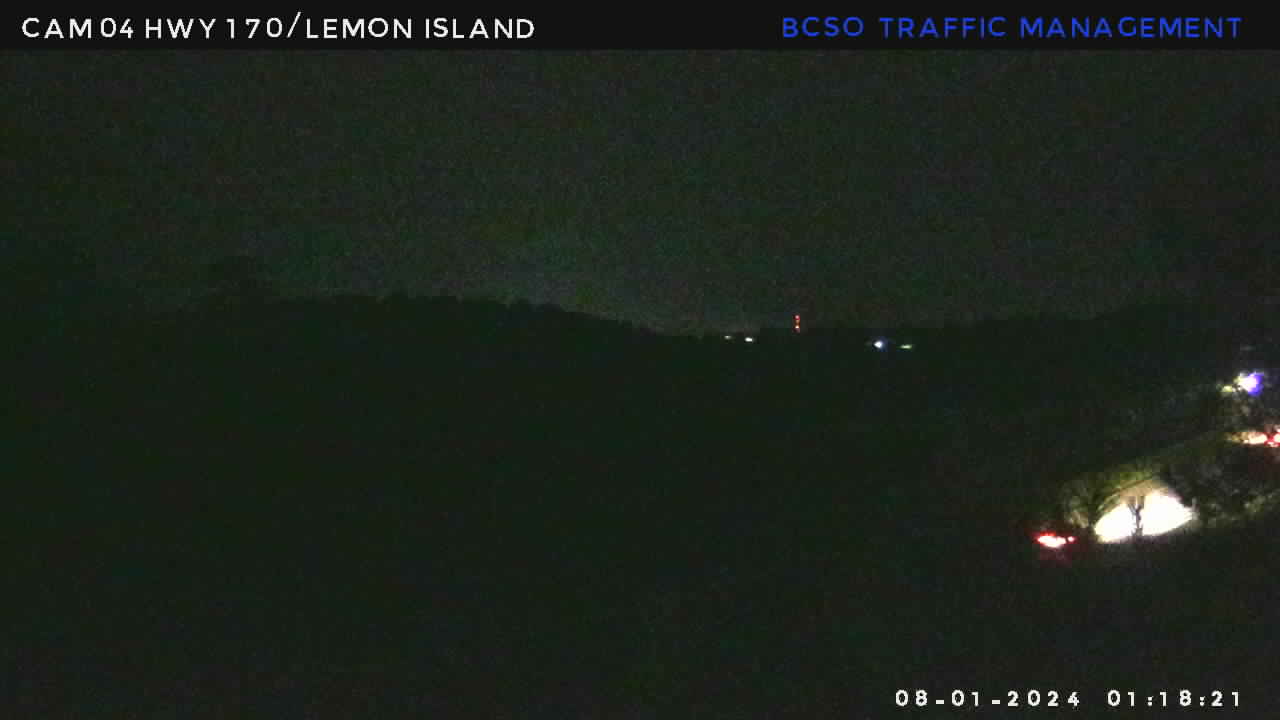 CAM04 HWY 170/LEMON ISLAND
BCSO TRAFFIC MANAGEMENT
08-01-2024 01:18:21